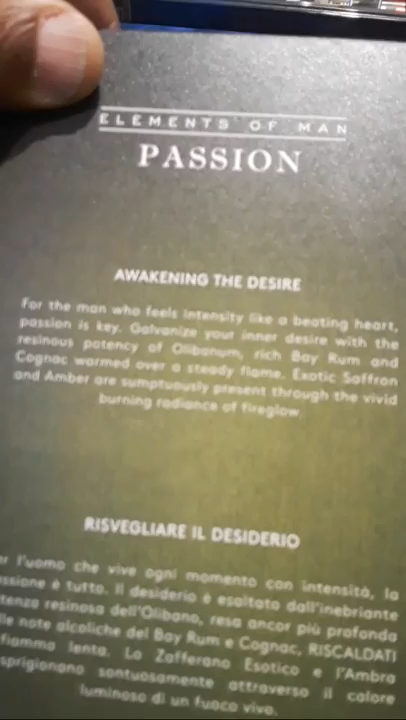 ELEMENTS OF MAN
PASSION
AWAKENING THE DESIRE
For the man who feels intensity like a beating heart,
passion is key. Galvanize your inner desire with the
resinous potency of Olibanum, rich Bay Rum and
Cognac warmed over a steady flame. Exotic Saffron
and Amber are sumptuously present through the vivid
burning radiance of fireglow.
RISVEGLIARE IL DESIDERIO
l'uomo che vive ogni momento con intensità, la
ssione è tutto. Il desiderio è esaltato dall'inebriante
tenza resinosa dell'Olibano, resa ancor più profonda
lle note alcoliche del Bay Rum e Cognac, RISCALDATI
fiamma lenta. Lo Zafferano Esotico e l'Ambra
sprigionano sontuosamente attraverso il calore
luminoso di un fuoco vivo.